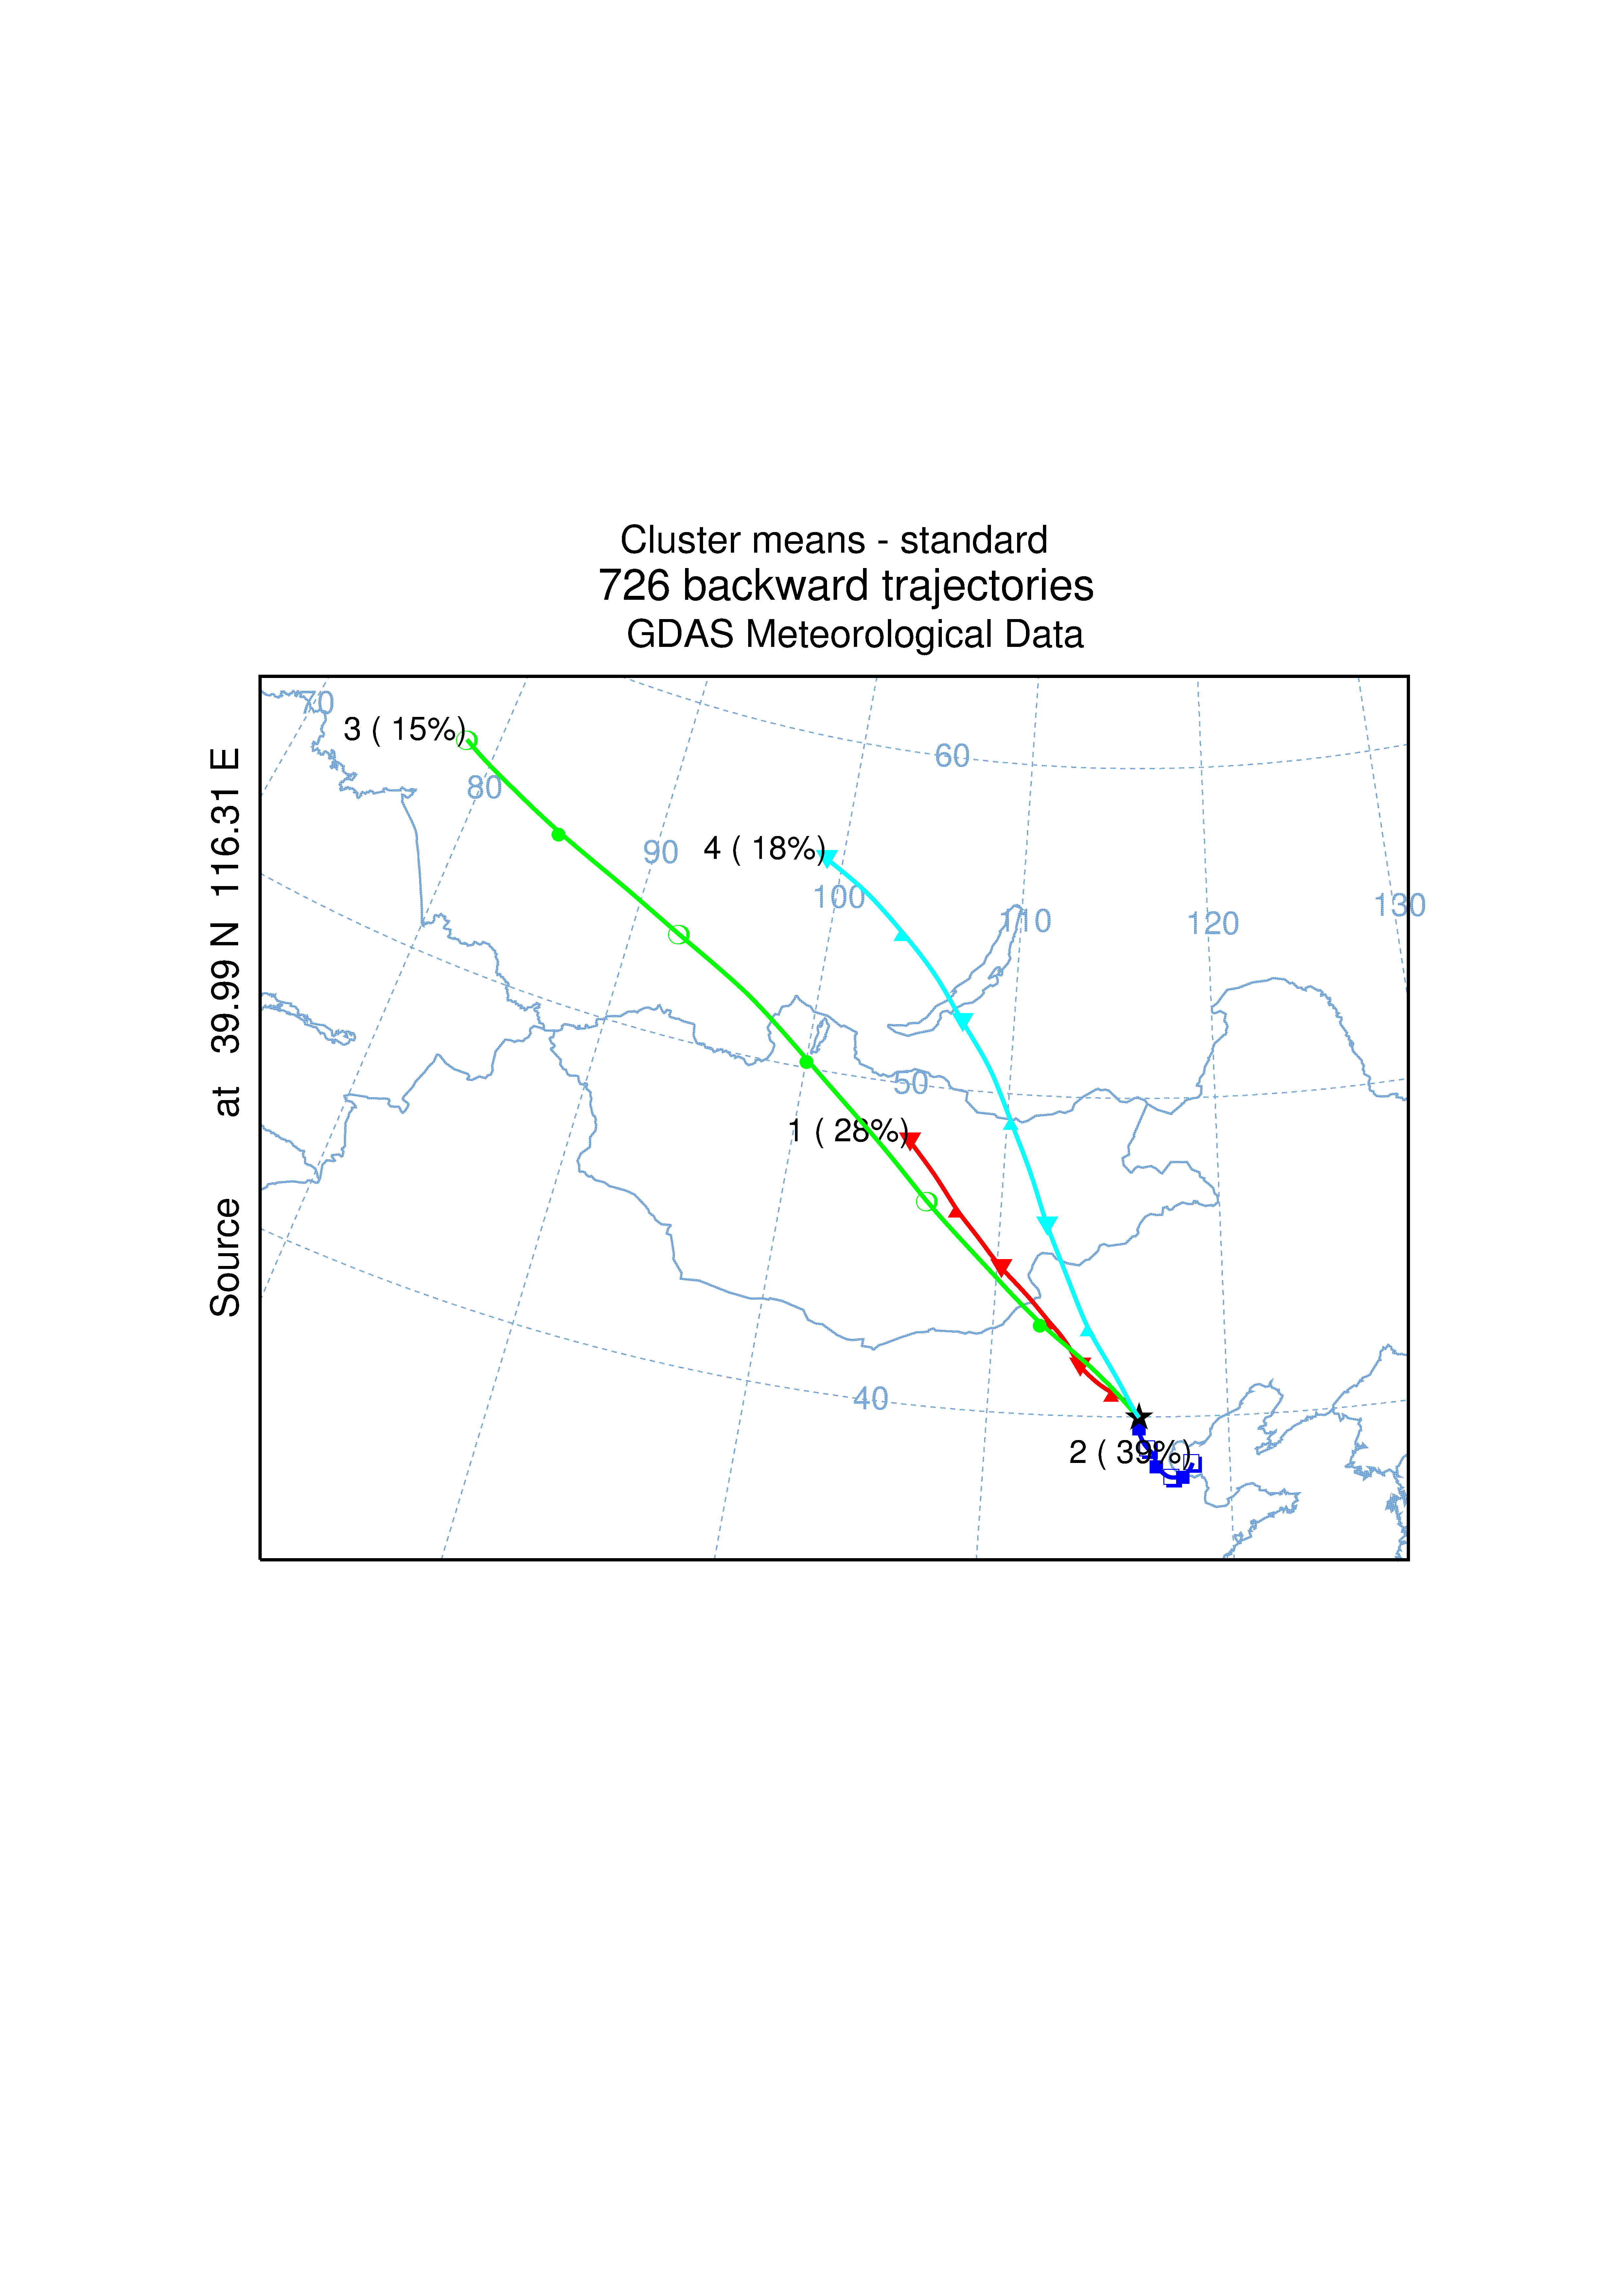 Cluster means - standard
726 backward trajectories
GDAS Meteorological Data
Source at 39.99 N 116.31 E
70
3 ( 15%)
60
80
4 ( 18%)
90
100
110
120
130
50
1 ( 28%)
40
2 ( 39%)